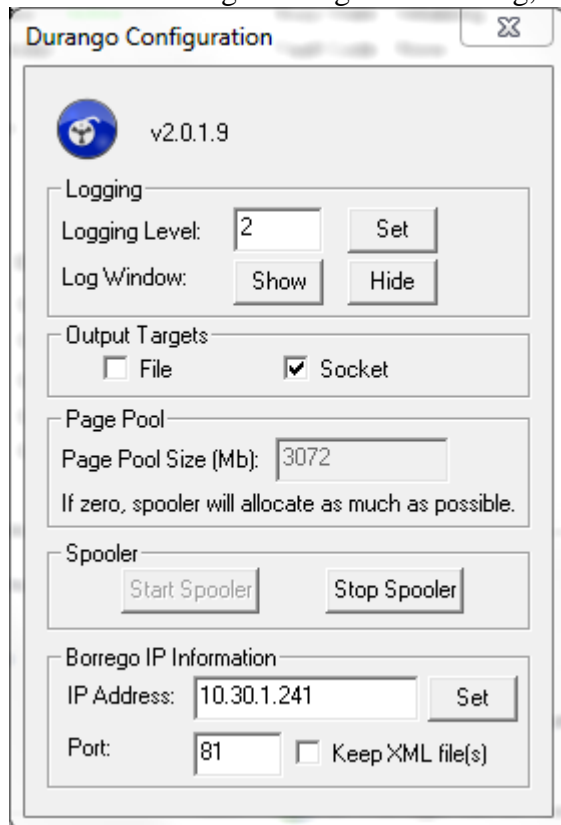 Durango Configuration
v2.0.1.9
Logging
Logging Level: 2 Set
Log Window: Show Hide
Output Targets
File Socket
Page Pool
Page Pool Size (Mb): 3072
If zero, spooler will allocate as much as possible.
Spooler
Start Spooler Stop Spooler
Borrego IP Information
IP Address: 10.30.1.241 Set
Port: 81 Keep XML file(s)